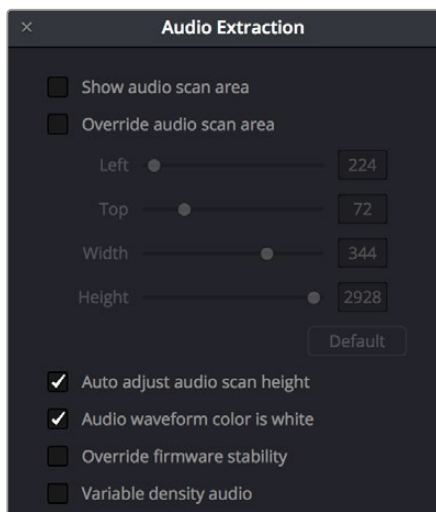 Audio Extraction
Show audio scan area
Override audio scan area
Left 224
Top 72
Width 344
Height 2928
Default
Auto adjust audio scan height
Audio waveform color is white
Override firmware stability
Variable density audio